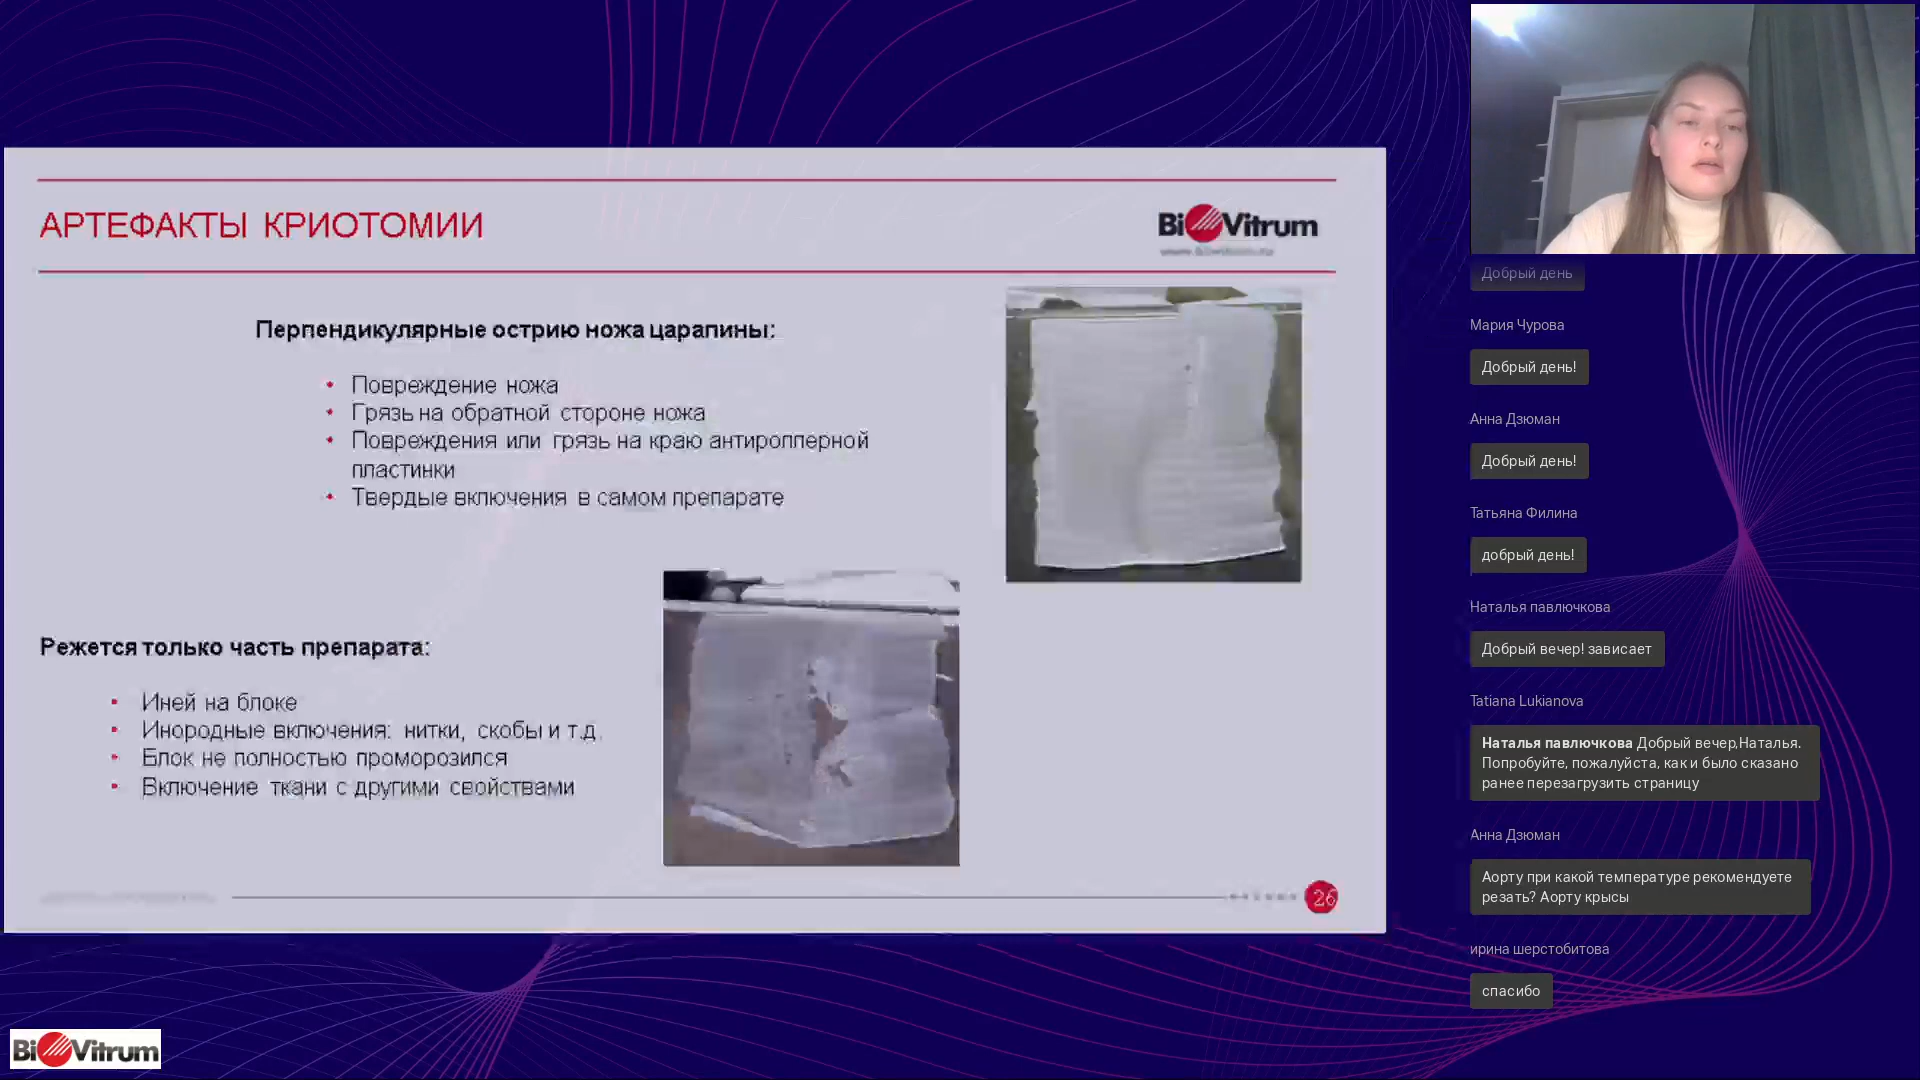 АРТЕФАКТЫ КРИОТОМИИ
BiOVitrum
Перпендикулярные острию ножа царапины:
• Повреждение ножа
• Грязь на обратной стороне ножа
• Повреждения или грязь на краю антироллерной
пластинки
• Твердые включения в самом препарате
Режется только часть препарата:
• Иней на блоке
• Инородные включения: нитки, скобы и т.д.
• Блок не полностью проморозился
• Включение ткани с другими свойствами
26
BiOVitrum
Добрый день
Мария Чурова
Добрый день!
Анна Дзюман
Добрый день!
Татьяна Филина
добрый день!
Наталья павлючкова
Добрый вечер! зависает
Tatiana Lukianova
Наталья павлючкова Добрый вечер,Наталья.
Попробуйте, пожалуйста, как и было сказано
ранее перезагрузить страницу
Анна Дзюман
Аорту при какой температуре рекомендуете
резать? Аорту крысы
ирина шерстобитова
спасибо